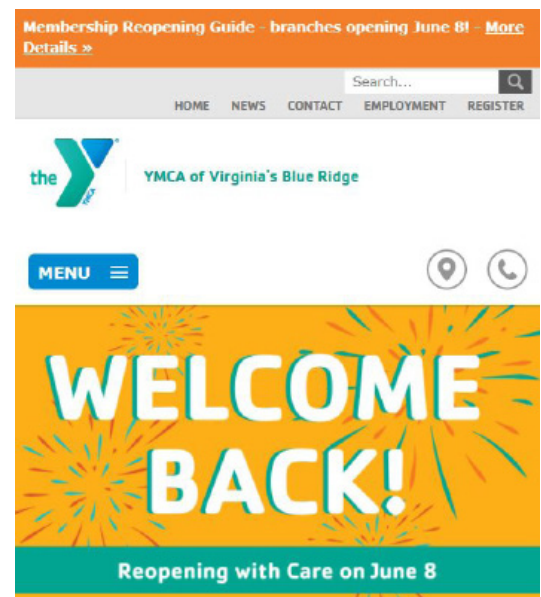 Membership Reopening Guide - branches opening June 8! - More
Details »
Search...
HOME NEWS CONTACT EMPLOYMENT REGISTER
the Y YMCA of Virginia's Blue Ridge
YMCA
MENU
WELCOME
BACK!
Reopening with Care on June 8